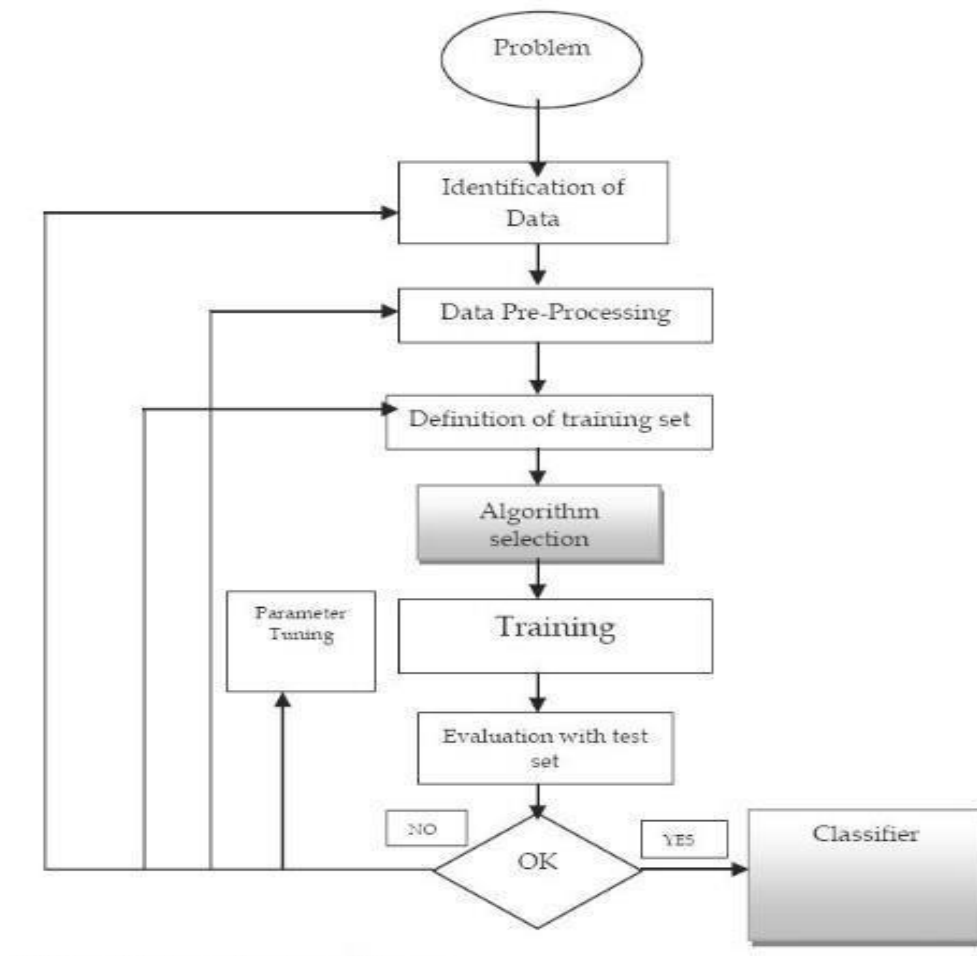 Problem
Identification of
Data
Data Pre-Processing
Definition of training set
Algorithm
selection
Parameter
Tuning
Training
Evaluation with test
set
NO
OK
YES
Classifier